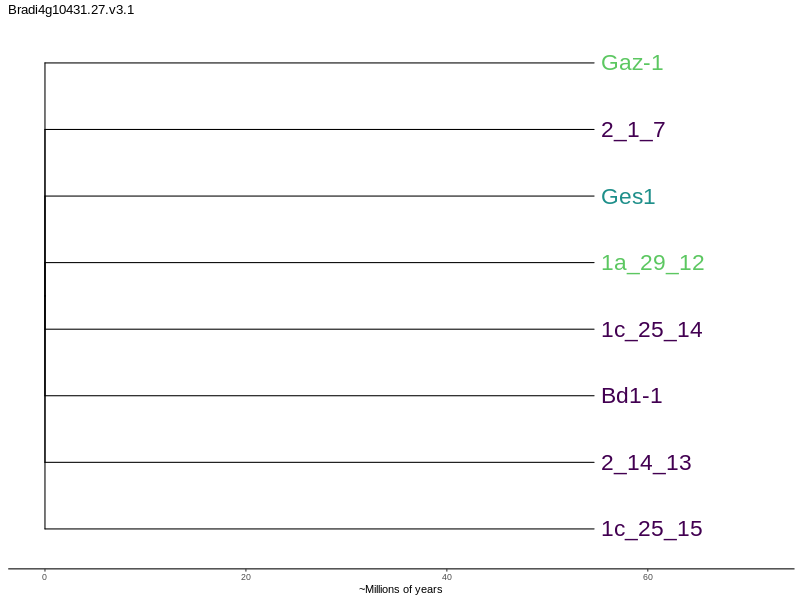 Bradi4g10431.27.v3.1
Gaz-1
2_1_7
Ges1
1a_29_12
1c_25_14
Bd1-1
2_14_13
1c_25_15
0 20 40 60
~Millions of years